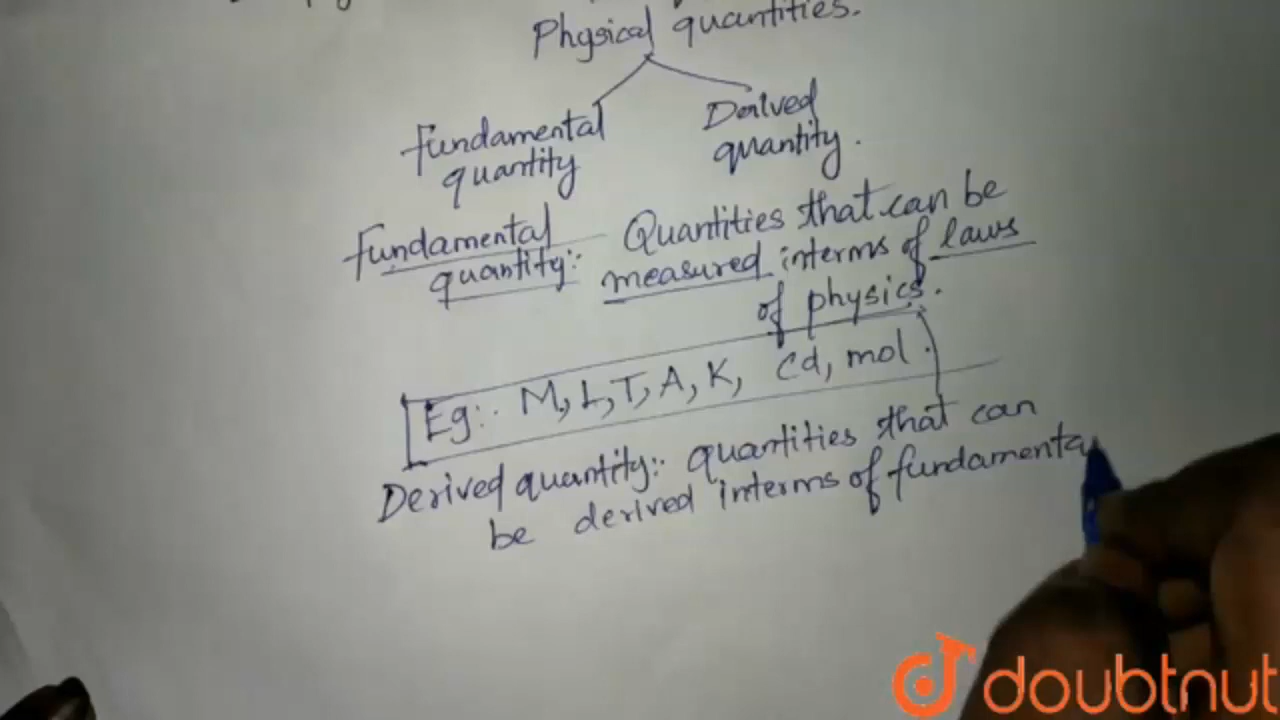 Physical quantities.
Fundamental
quantity
Derived
quantity.
Fundamental
quantity:-
Quantities that can be
measured interms of laws
of physics.
Eg:- M, L, T, A, K, Cd, mol.
Derived quantity:- quantities that can
be derived interms of fundamenta
doubtnut